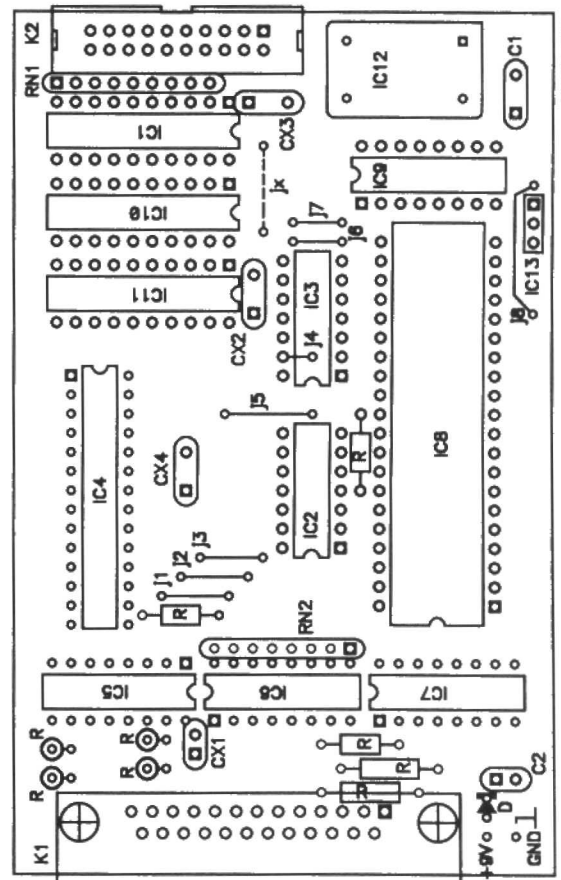 K2
RN1
IC12
C1
IC1
CX3
IC9
jx
IC10
J7
J6
IC13
IC11
IC3
CX2
J4
J8
J5
IC8
IC4
CX4
R
IC2
J3
J2
J1
R
RN2
IC5
IC6
IC7
R
R
R
R
CX1
R
R
R
C2
K1
D
+9V
GND